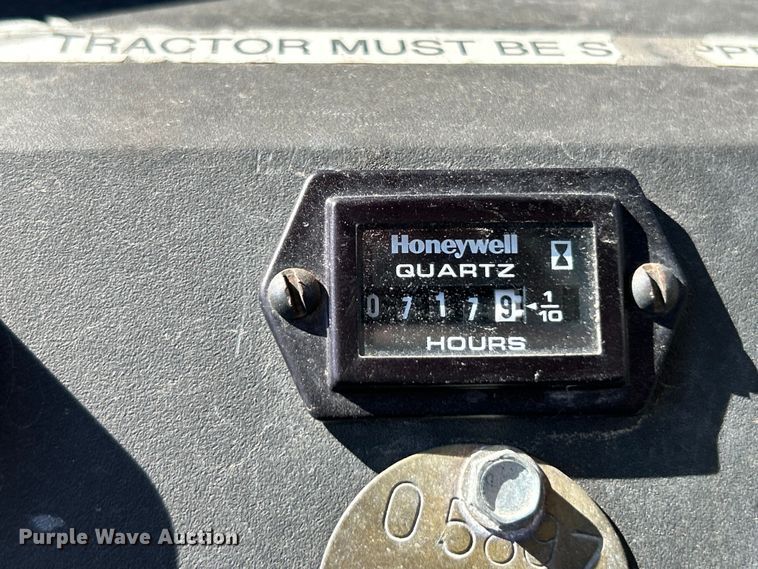 TRACTOR MUST BE S
Honeywell
QUARTZ
0 7 1 7 9 1/10
HOURS
Purple Wave Auction